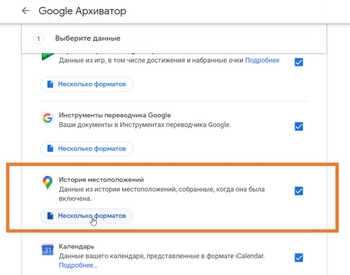 ← Google Архиватор
1 Выберите данные
Данные из игр, в том числе достижения и набранные очки Подробнее
Несколько форматов
Инструменты переводчика Google
Ваши документы в Инструментах переводчика Google.
Несколько форматов
История местоположений
Данные из истории местоположений, собранные, когда она была
включена.
Несколько форматов
Календарь
Данные вашего календаря, представленные в формате iCalendar.
Подробнее...